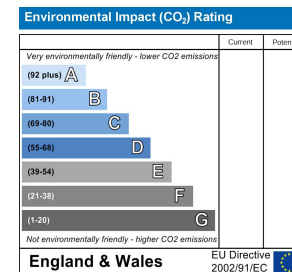 Environmental Impact (CO₂) Rating
Current Poten
Very environmentally friendly - lower CO2 emissions
(92 plus) A
(81-91) B
(69-80) C
(55-68) D
(39-54) E
(21-38) F
(1-20) G
Not environmentally friendly - higher CO2 emissions
England & Wales
EU Directive
2002/91/EC